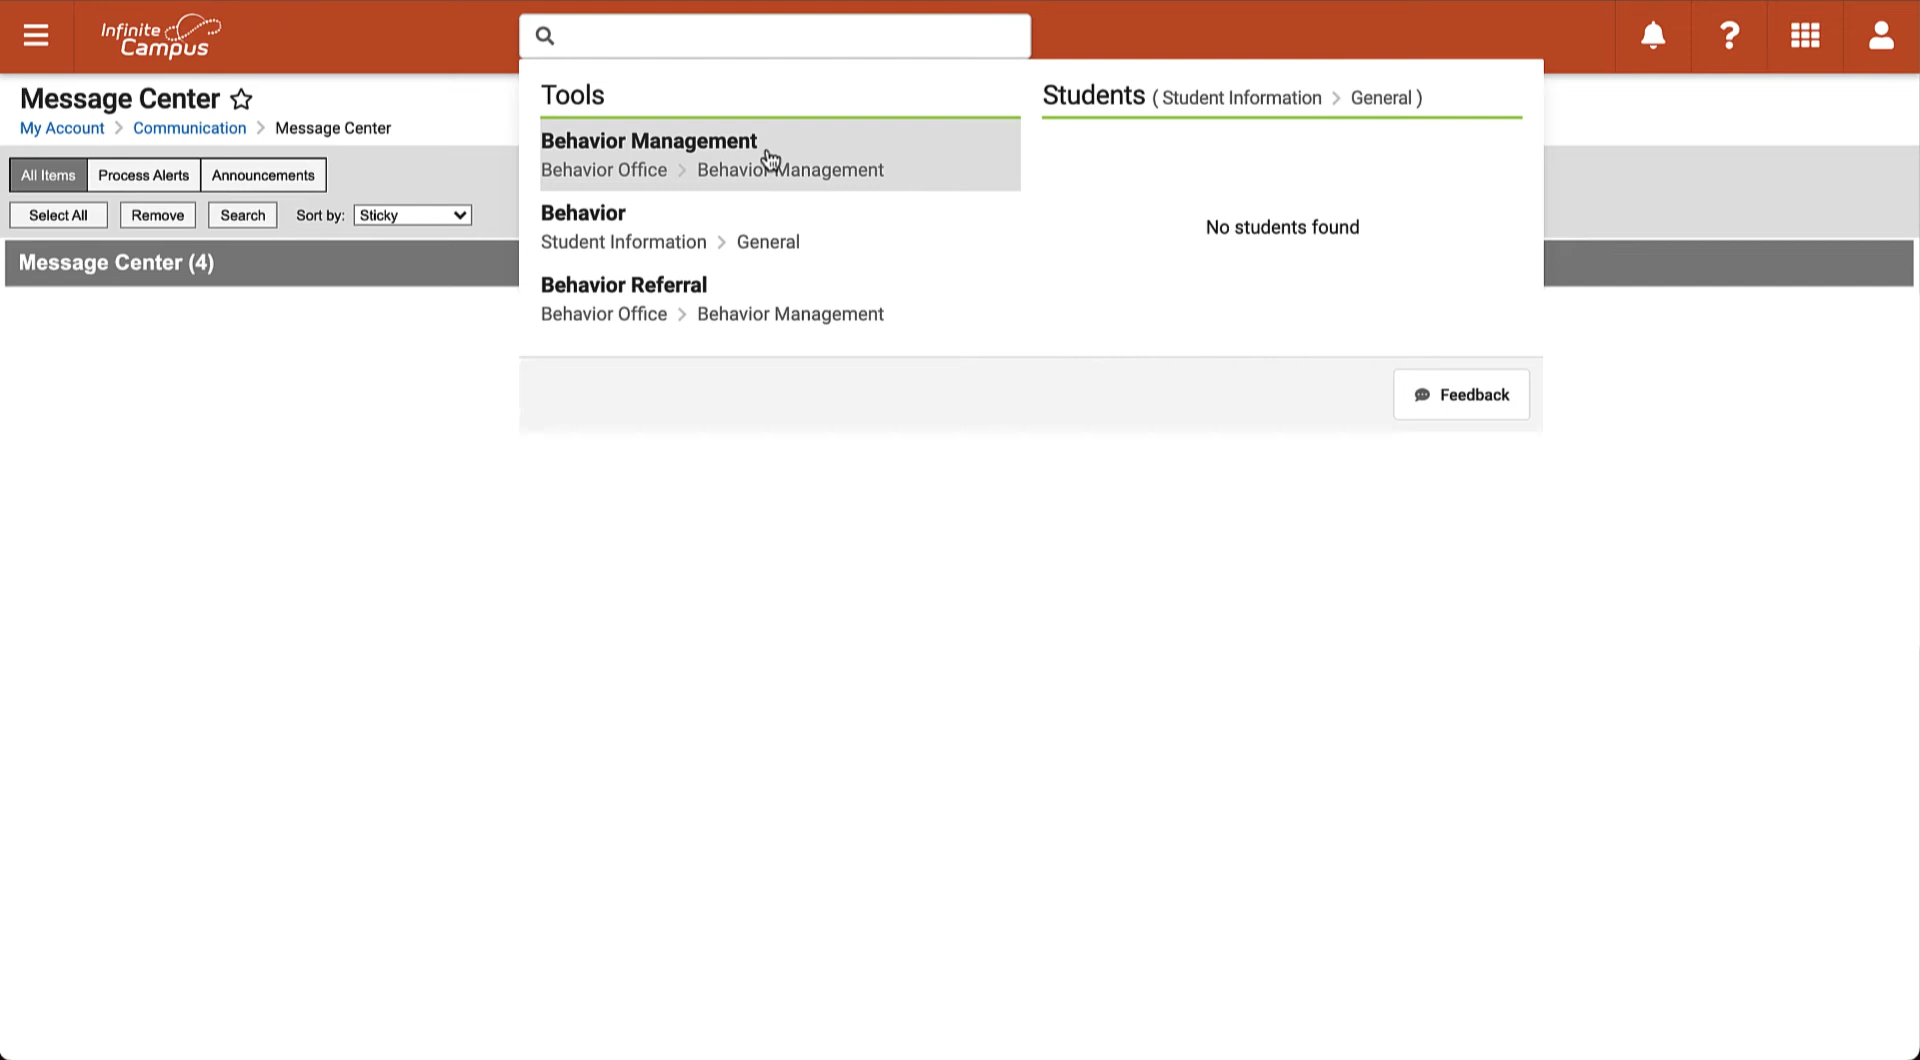 Infinite
Campus
Message Center
My Account > Communication > Message Center
All Items Process Alerts Announcements
Select All Remove Search Sort by: Sticky
Message Center (4)
Tools
Behavior Management
Behavior Office > Behavior Management
Behavior
Student Information > General
Behavior Referral
Behavior Office > Behavior Management
Students ( Student Information > General )
No students found
Feedback